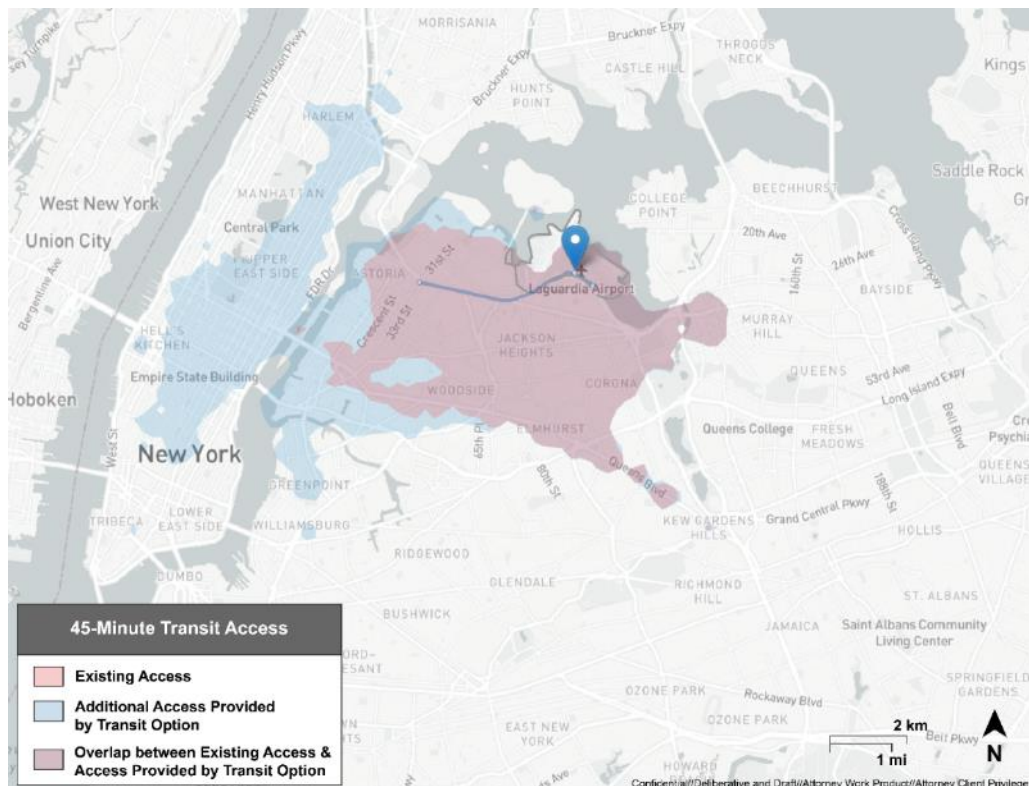 MORRISANIA
Bruckner Expy
THROGGS
NECK
Kings
Henry Hudson Pkwy
CASTLE HILL
Bruckner Expy
HUNTS
POINT
HARLEM
MANHATTAN
COLLEGE
POINT
BEECHHURST
Saddle Rock
West New York
Union City
Central Park
20th Ave
Cross Island Pkwy
26th Ave
31st St
UPPER
EAST SIDE
ASTORIA
FDR Dr
160th St
BAYSIDE
Bergenline Ave
Laguardia Airport
Crescent St
33rd St
MURRAY
HILL
HELL'S
KITCHEN
JACKSON
HEIGHTS
QUEENS
53rd Ave
Long Island Expy
Empire State Building
WOODSIDE
CORONA
Hoboken
Bell Blvd
West St
New York
65th Pl
ELMHURST
Queens College
FRESH
MEADOWS
QUEENS
VILLAGE
80th St
Queens Blvd
188th St
GREENPOINT
Grand Central Pkwy
TRIBECA
LOWER
EAST SIDE
WILLIAMSBURG
KEW GARDENS
HILLS
HOLLIS
RIDGEWOOD
DUMBO
GLENDALE
RICHMOND
HILL
ST. ALBANS
BUSHWICK
JAMAICA
Saint Albans Community
Living Center
45-Minute Transit Access
Existing Access
Additional Access Provided
by Transit Option
Overlap between Existing Access &
Access Provided by Transit Option
SPRINGFIELD
GARDENS
OZONE PARK
Rockaway Blvd
EAST NEW
YORK
OZONE PARK
2 km
1 mi
N
Belt Pkwy
HOWARD
Confidential//Deliberative and Draft//Attorney Work Product//Attorney Client Privilege